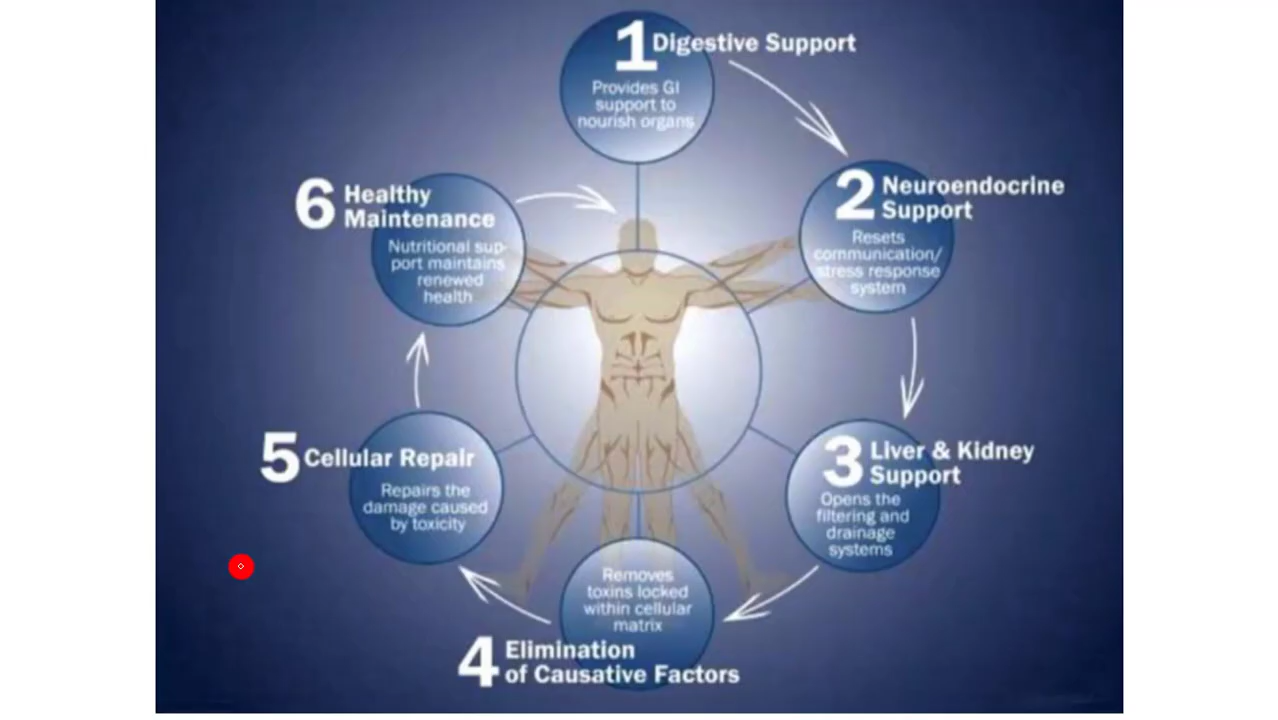 1 Digestive Support
Provides GI
support to
nourish organs
2 Neuroendocrine
Support
Resets
communication/
stress response
system
3 Liver & Kidney
Support
Opens the
filtering and
drainage
systems
Removes
toxins locked
within cellular
matrix
4 Elimination
of Causative Factors
5 Cellular Repair
Repairs the
damage caused
by toxicity
6 Healthy
Maintenance
Nutritional sup-
port maintains
renewed
health